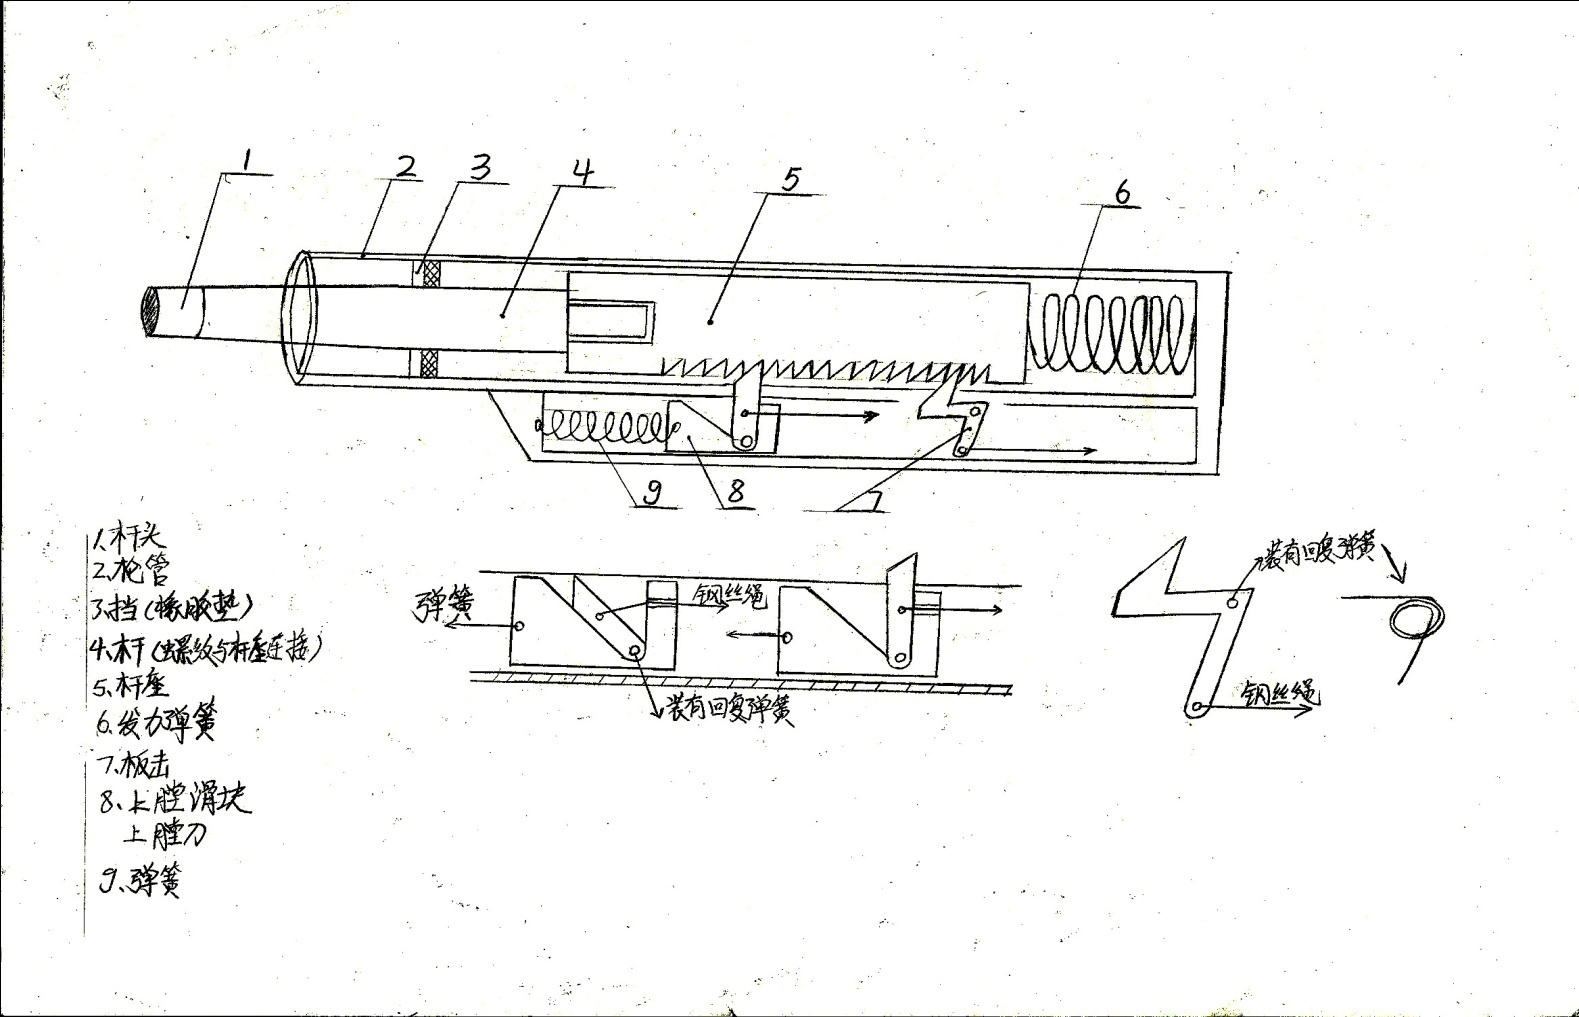 1
2
3
4
5
6
9
8
7
1、杆头
2、枪管
3、挡(橡胶垫)
4、杆(螺纹与杆座连接)
5、杆座
6、发力弹簧
7、板击
8、上膛滑块
上膛刀
9、弹簧
弹簧
钢丝绳
装有回复弹簧
装有回复弹簧
钢丝绳